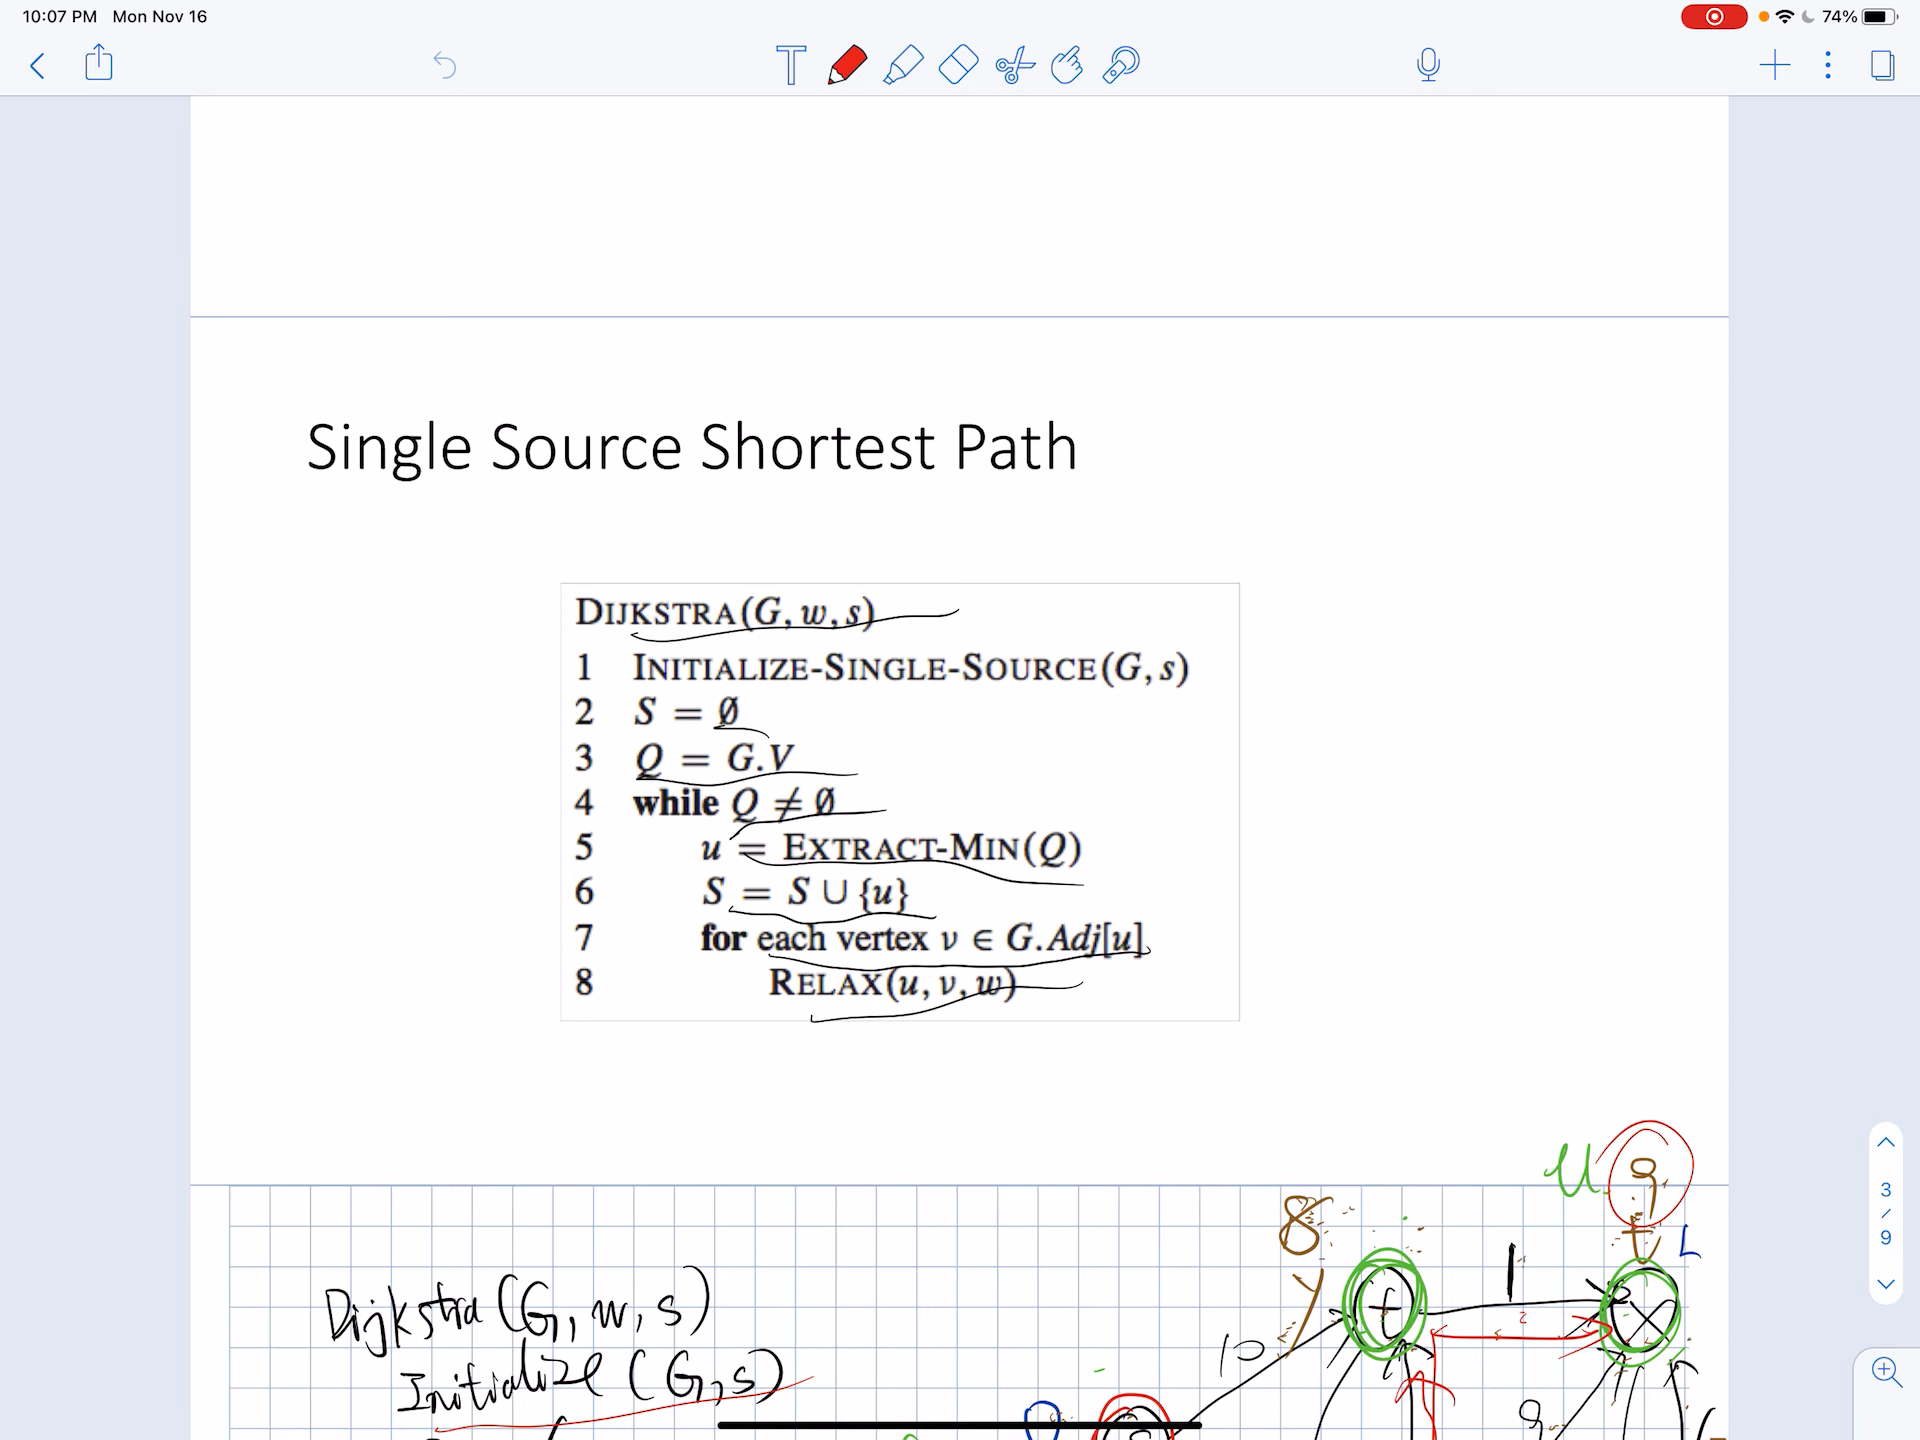 10:07 PM Mon Nov 16
74%
T
Single Source Shortest Path
DIJKSTRA(G, w, s)
1 INITIALIZE-SINGLE-SOURCE(G, s)
2 S = ∅
3 Q = G.V
4 while Q ≠ ∅
5 u = EXTRACT-MIN(Q)
6 S = S ∪ {u}
7 for each vertex v ∈ G.Adj[u]
8 RELAX(u, v, w)
3
/
9
u 9
8 t
y t 1 x
10
9
Dijkstra (G, w, s)
Initialize (G, s)